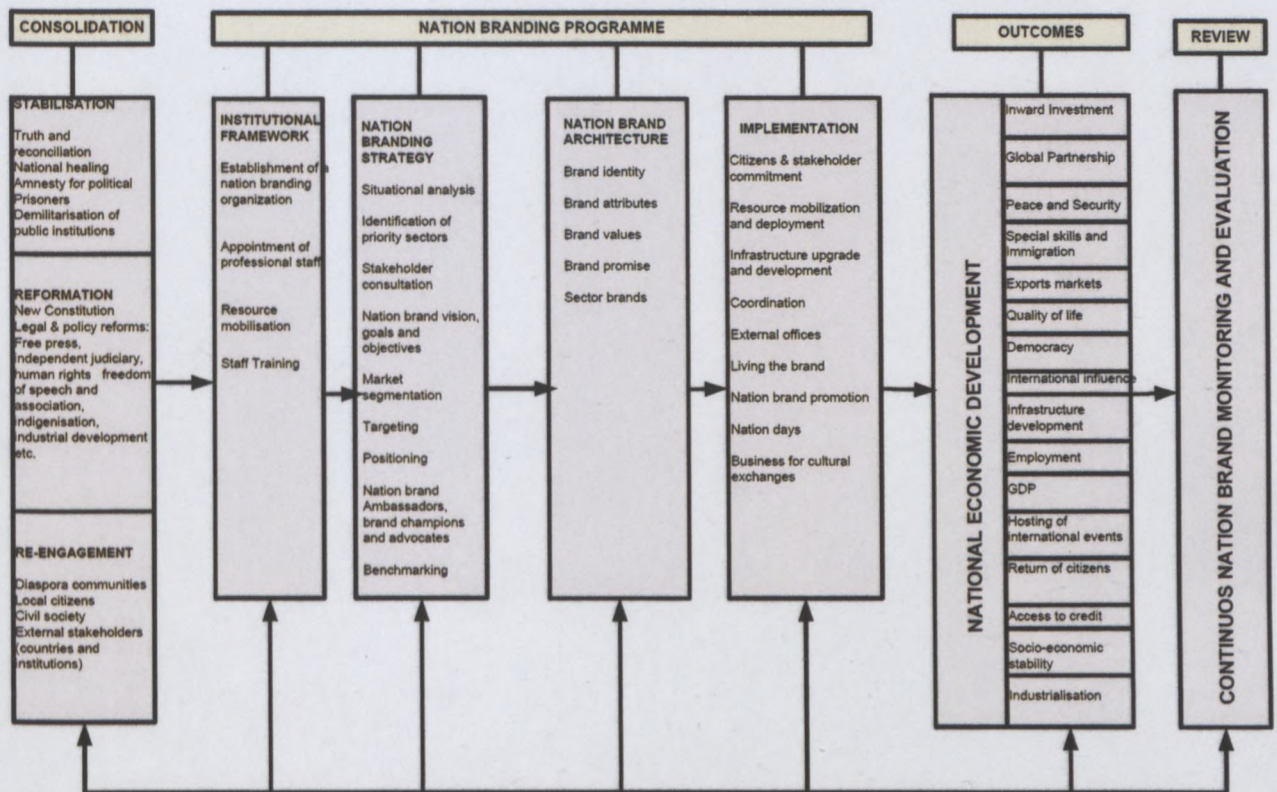 CONSOLIDATION
NATION BRANDING PROGRAMME
OUTCOMES
REVIEW
STABILISATION
Truth and
reconciliation
National healing
Amnesty for political
Prisoners
Demilitarisation of
public institutions
REFORMATION
New Constitution
Legal & policy reforms:
Free press,
independent judiciary,
human rights freedom
of speech and
association,
indigenisation,
industrial development
etc.
RE-ENGAGEMENT
Diaspora communities
Local citizens
Civil society
External stakeholders
(countries and
institutions)
INSTITUTIONAL
FRAMEWORK
Establishment of a
nation branding
organization
Appointment of
professional staff
Resource
mobilisation
Staff Training
NATION
BRANDING
STRATEGY
Situational analysis
Identification of
priority sectors
Stakeholder
consultation
Nation brand vision,
goals and
objectives
Market
segmentation
Targeting
Positioning
Nation brand
Ambassadors,
brand champions
and advocates
Benchmarking
NATION BRAND
ARCHITECTURE
Brand identity
Brand attributes
Brand values
Brand promise
Sector brands
IMPLEMENTATION
Citizens & stakeholder
commitment
Resource mobilization
and deployment
Infrastructure upgrade
and development
Coordination
External offices
Living the brand
Nation brand promotion
Nation days
Business for cultural
exchanges
NATIONAL ECONOMIC DEVELOPMENT
Inward Investment
Global Partnership
Peace and Security
Special skills and
immigration
Exports markets
Quality of life
Democracy
International influence
Infrastructure
development
Employment
GDP
Hosting of
international events
Return of citizens
Access to credit
Socio-economic
stability
Industrialisation
CONTINUOS NATION BRAND MONITORING AND EVALUATION